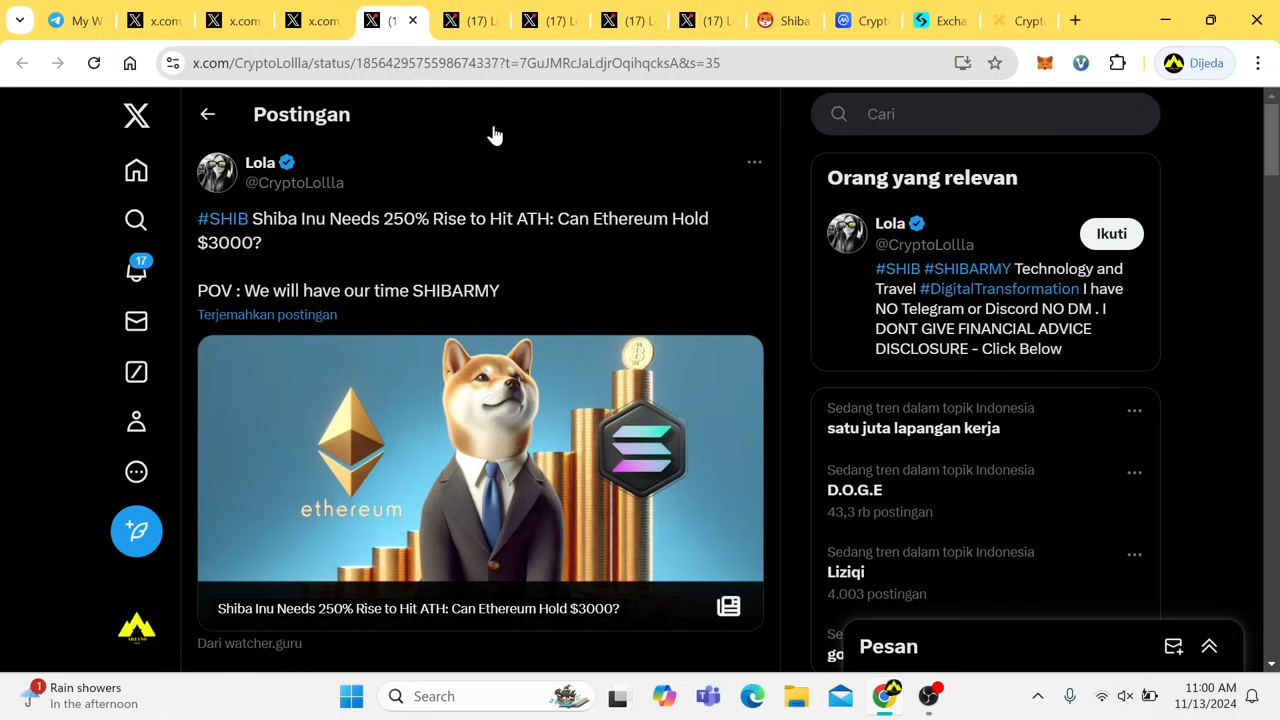 My W
x.com
x.com
x.com
(1
(17) L
(17) L
(17) L
(17) L
Shiba
Crypt
Excha
Crypt
x.com/CryptoLollla/status/1856429575598674337?t=7GuJMRcJaLdjrOqihqcksA&s=35
Dijeda
Postingan
Cari
Lola
@CryptoLollla
#SHIB Shiba Inu Needs 250% Rise to Hit ATH: Can Ethereum Hold
$3000?
POV : We will have our time SHIBARMY
Terjemahkan postingan
ethereum
Shiba Inu Needs 250% Rise to Hit ATH: Can Ethereum Hold $3000?
Dari watcher.guru
17
Orang yang relevan
Lola
@CryptoLollla
Ikuti
#SHIB #SHIBARMY Technology and
Travel #DigitalTransformation I have
NO Telegram or Discord NO DM . I
DONT GIVE FINANCIAL ADVICE
DISCLOSURE - Click Below
Sedang tren dalam topik Indonesia
satu juta lapangan kerja
Sedang tren dalam topik Indonesia
D.O.G.E
43,3 rb postingan
Sedang tren dalam topik Indonesia
Liziqi
4.003 postingan
Se
go
Pesan
1
Rain showers
In the afternoon
Search
11:00 AM
11/13/2024